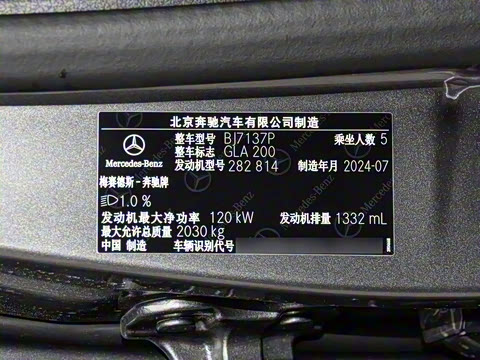 北京奔驰汽车有限公司制造
整车型号 BJ7137P 乘坐人数 5
整车标志 GLA 200
发动机型号 282 814 制造年月 2024-07
Mercedes-Benz
梅赛德斯-奔驰牌
1.0 %
发动机最大净功率 120 kW 发动机排量 1332 mL
最大允许总质量 2030 kg
中国 制造 车辆识别代号